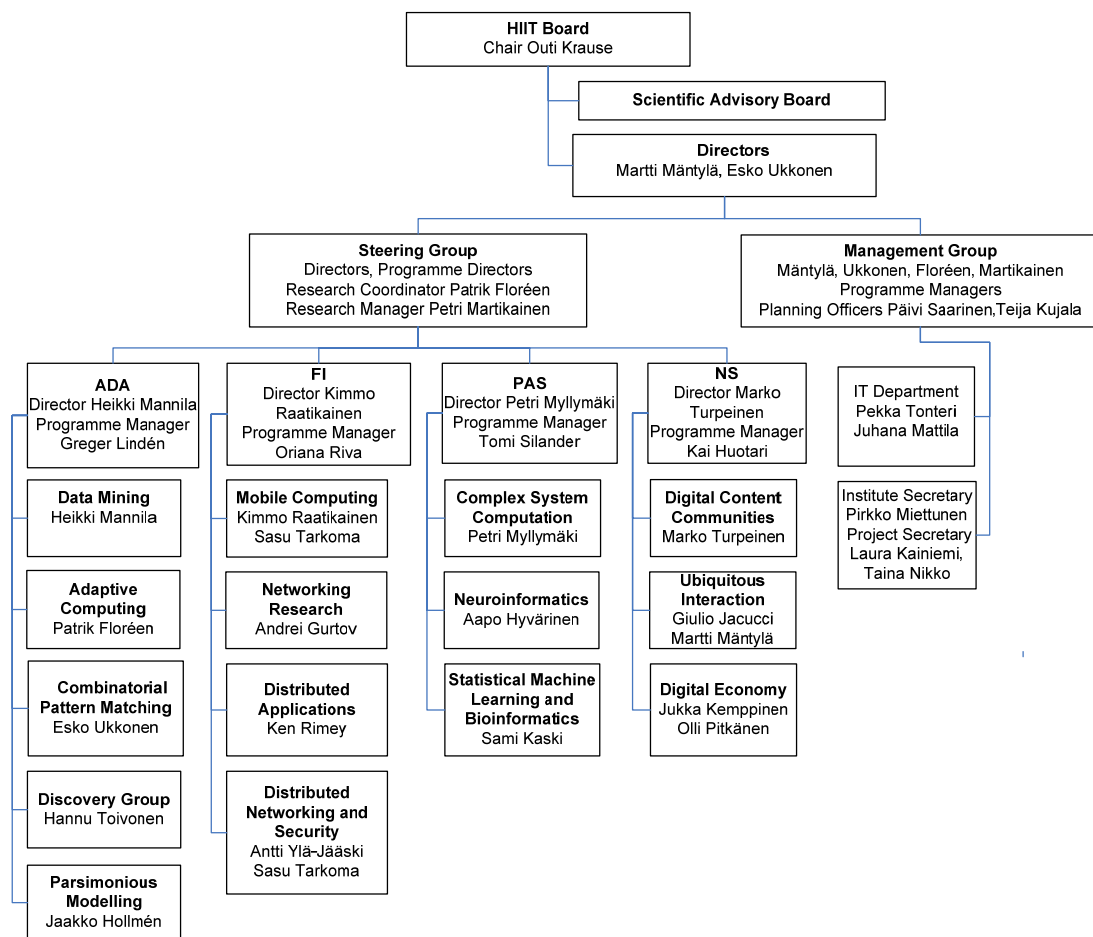 HIIT Board
Chair Outi Krause
Scientific Advisory Board
Directors
Martti Mäntylä, Esko Ukkonen
Steering Group
Directors, Programme Directors
Research Coordinator Patrik Floréen
Research Manager Petri Martikainen
Management Group
Mäntylä, Ukkonen, Floréen, Martikainen
Programme Managers
Planning Officers Päivi Saarinen,Teija Kujala
ADA
Director Heikki Mannila
Programme Manager
Greger Lindén
Data Mining
Heikki Mannila
Adaptive
Computing
Patrik Floréen
Combinatorial
Pattern Matching
Esko Ukkonen
Discovery Group
Hannu Toivonen
Parsimonious
Modelling
Jaakko Hollmén
FI
Director Kimmo
Raatikainen
Programme Manager
Oriana Riva
Mobile Computing
Kimmo Raatikainen
Sasu Tarkoma
Networking
Research
Andrei Gurtov
Distributed
Applications
Ken Rimey
Distributed
Networking and
Security
Antti Ylä-Jääski
Sasu Tarkoma
PAS
Director Petri Myllymäki
Programme Manager
Tomi Silander
Complex System
Computation
Petri Myllymäki
Neuroinformatics
Aapo Hyvärinen
Statistical Machine
Learning and
Bioinformatics
Sami Kaski
NS
Director Marko
Turpeinen
Programme Manager
Kai Huotari
Digital Content
Communities
Marko Turpeinen
Ubiquitous
Interaction
Giulio Jacucci
Martti Mäntylä
Digital Economy
Jukka Kemppinen
Olli Pitkänen
IT Department
Pekka Tonteri
Juhana Mattila
Institute Secretary
Pirkko Miettunen
Project Secretary
Laura Kainiemi,
Taina Nikko